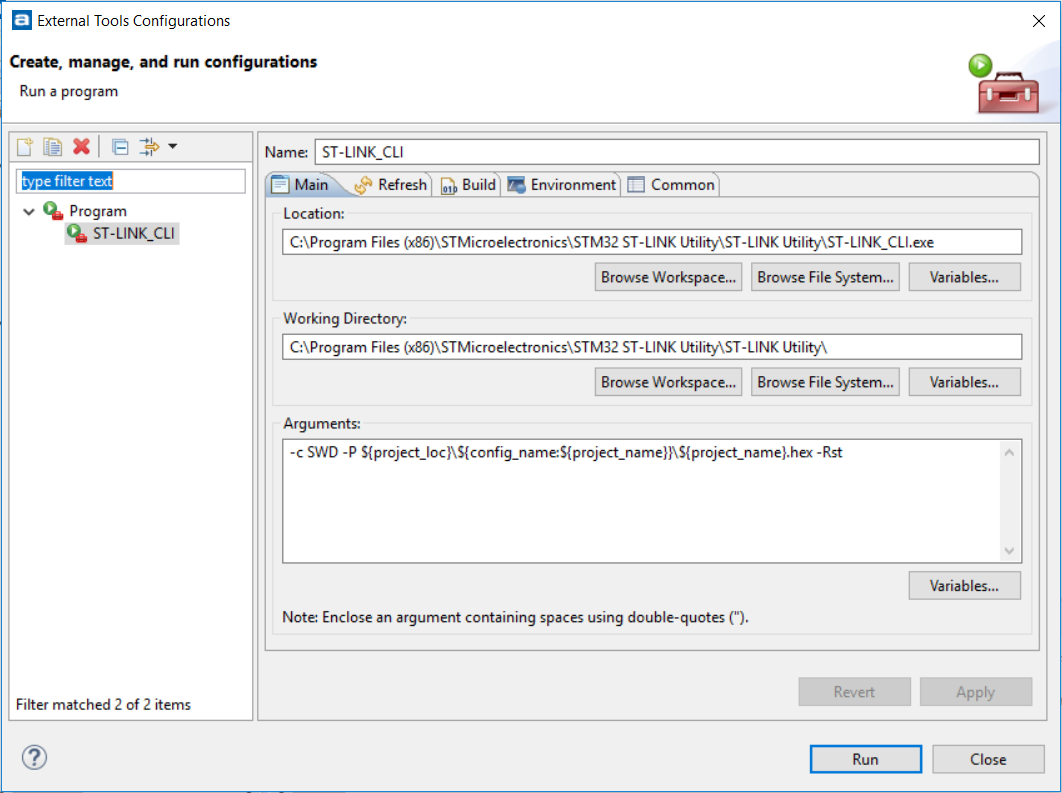 a External Tools Configurations
Create, manage, and run configurations
Run a program
type filter text
Program
ST-LINK_CLI
Filter matched 2 of 2 items
Name: ST-LINK_CLI
Main Refresh 010 Build Environment Common
Location:
C:\Program Files (x86)\STMicroelectronics\STM32 ST-LINK Utility\ST-LINK Utility\ST-LINK_CLI.exe
Browse Workspace... Browse File System... Variables...
Working Directory:
C:\Program Files (x86)\STMicroelectronics\STM32 ST-LINK Utility\ST-LINK Utility\
Browse Workspace... Browse File System... Variables...
Arguments:
-c SWD -P ${project_loc}\${config_name:${project_name}}\${project_name}.hex -Rst
Variables...
Note: Enclose an argument containing spaces using double-quotes (").
Revert Apply
? Run Close